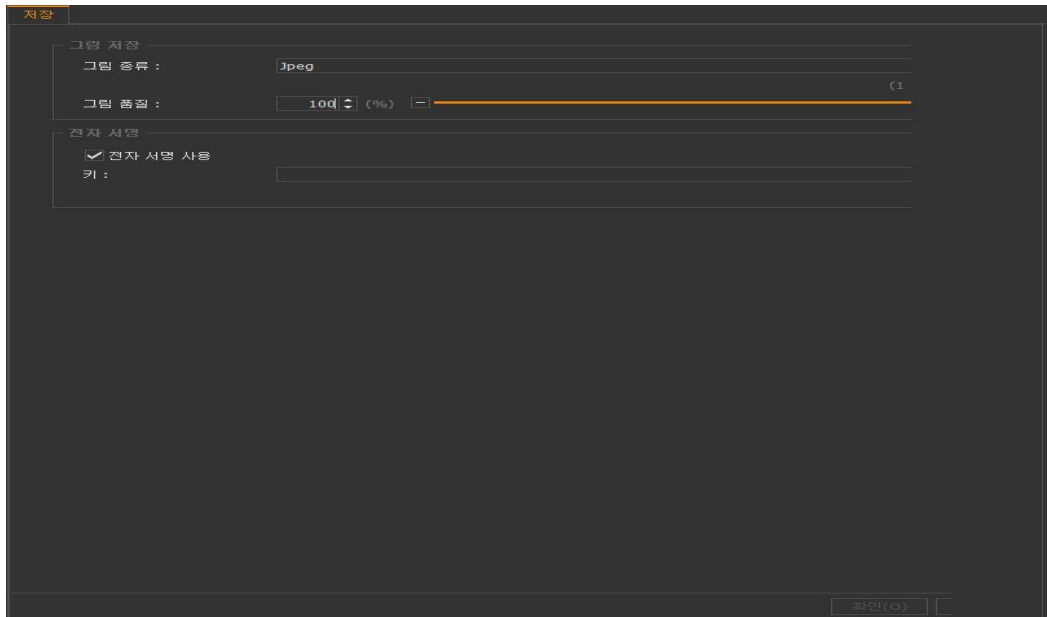 저장
그림 저장
그림 종류 : Jpeg
(1
그림 품질 : 100 (%)
전자 서명
전자 서명 사용
키 :
확인(O)